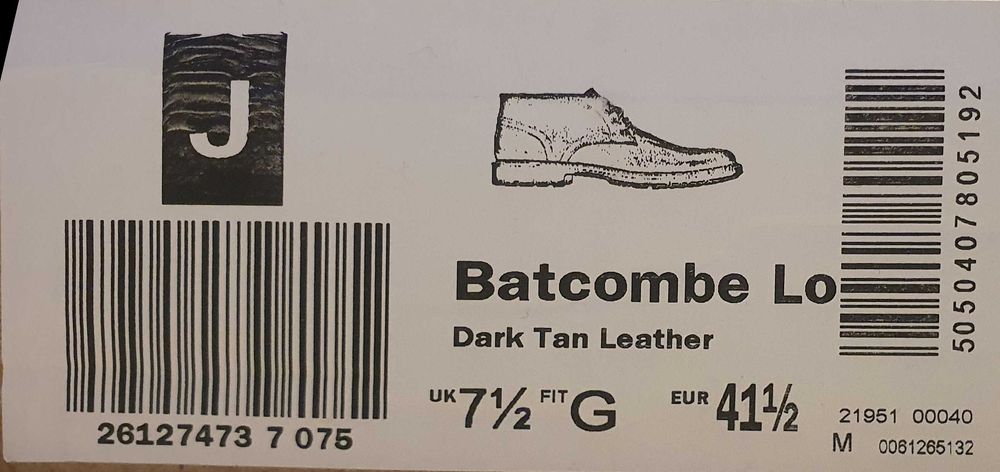 J
26127473 7 075
Batcombe Lo
Dark Tan Leather
UK 7½ FIT G EUR 41½
5050407805192
21951 00040
M 0061265132